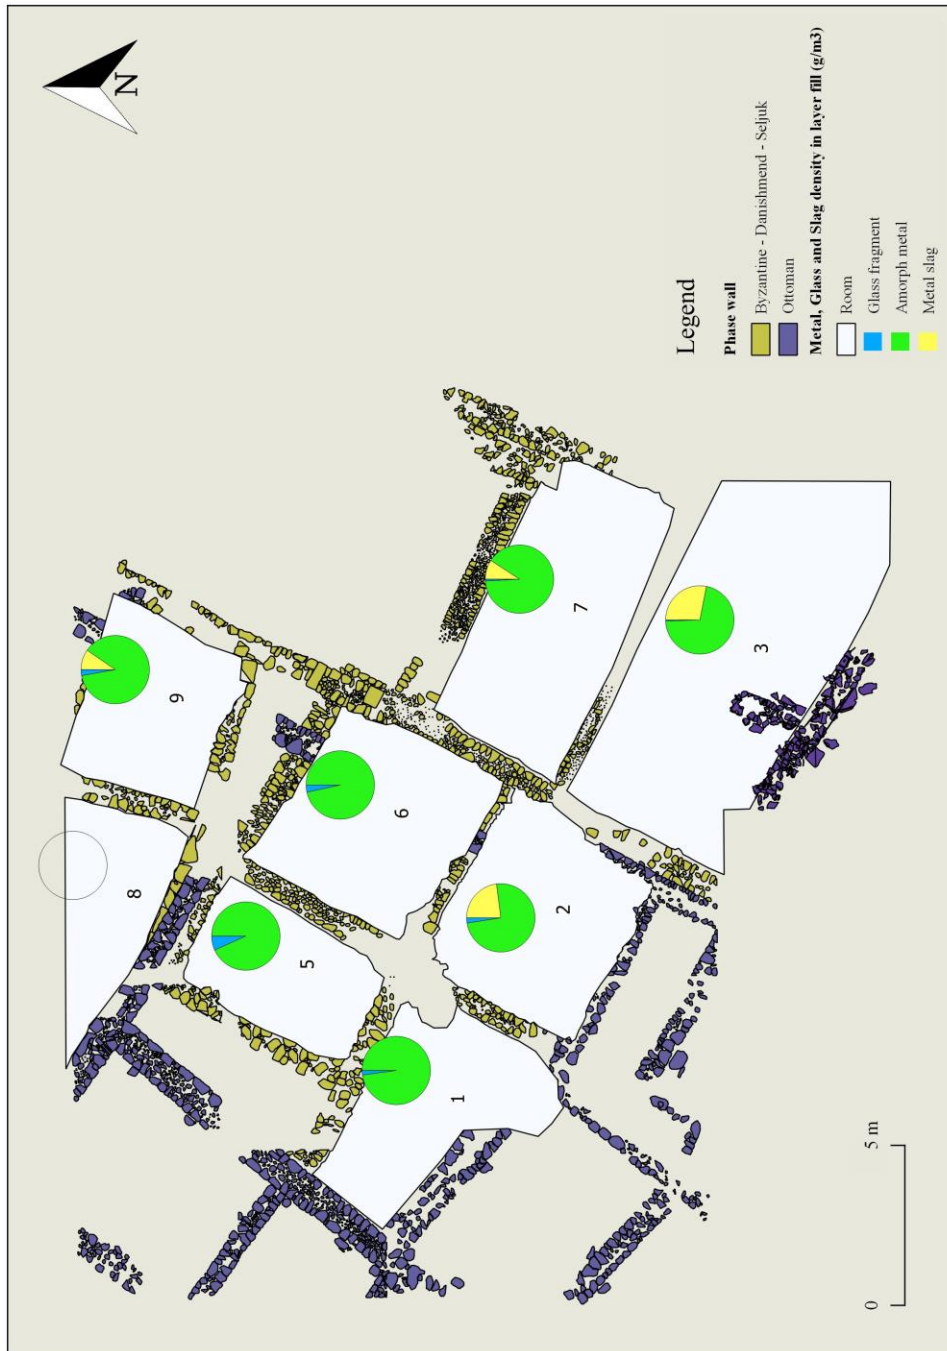 N
Legend
Phase wall
Byzantine - Danishmend - Seljuk
Ottoman
Metal, Glass and Slag density in layer fill (g/m3)
Room
Glass fragment
Amorph metal
Metal slag
8
9
5
6
1
2
7
3
0
5 m